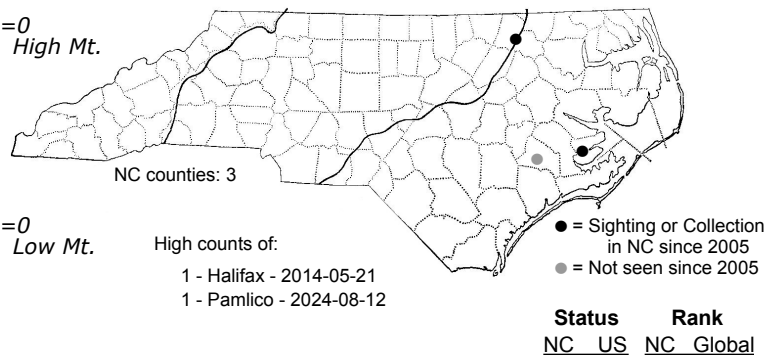 =0
High Mt.
NC counties: 3
=0
Low Mt.
High counts of:
1 - Halifax - 2014-05-21
1 - Pamlico - 2024-08-12
● = Sighting or Collection
in NC since 2005
● = Not seen since 2005
Status Rank
NC US NC Global